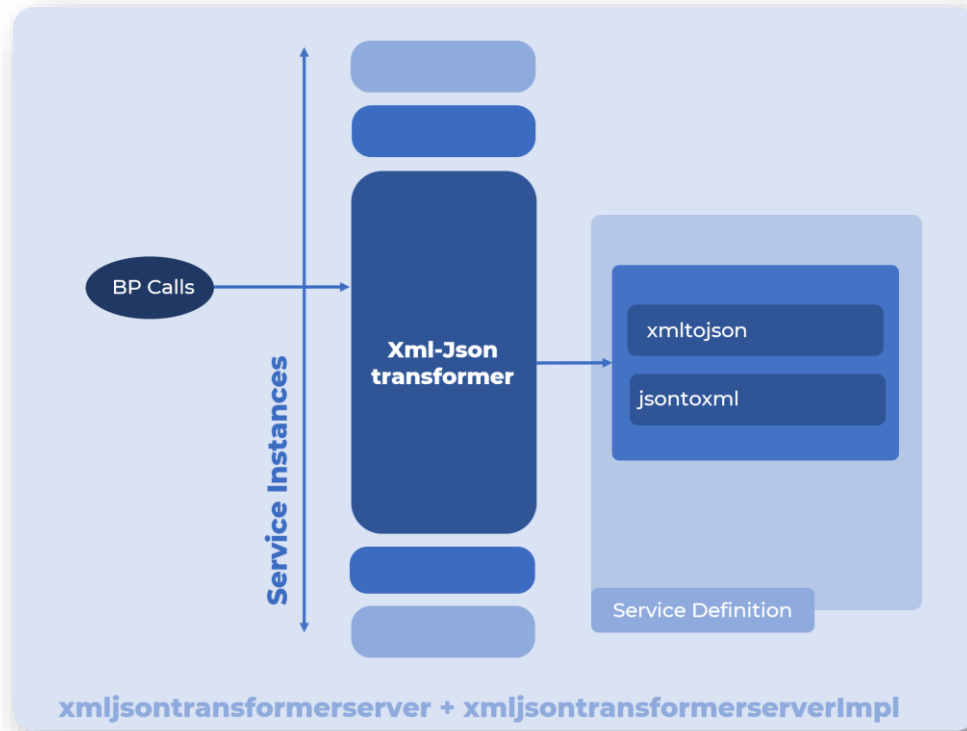 BP Calls
Service Instances
Xml-Json
transformer
xmltojson
jsontoxml
Service Definition
xmljsontransformerserver + xmljsontransformerserverImpl